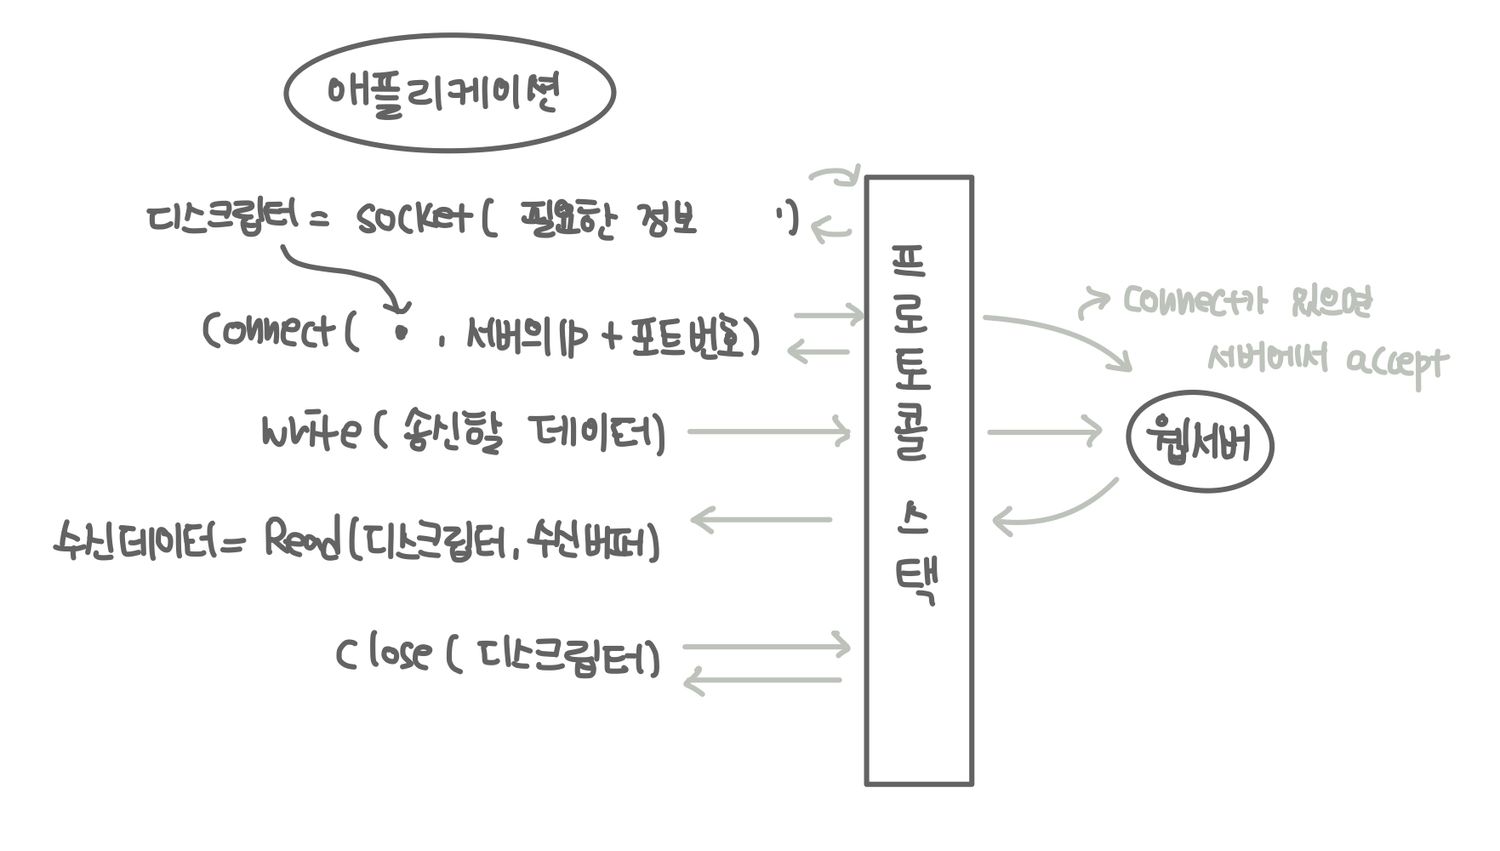 애플리케이션
디스크립터 = socket( 필요한 정보 )
Connect( • , 서버의 IP + 포트번호)
write( 송신할 데이터)
수신데이터 = Read(디스크립터, 수신버퍼)
Close( 디스크립터)
프로토콜 스택
Connect가 있으면
서버에서 accept
웹서버